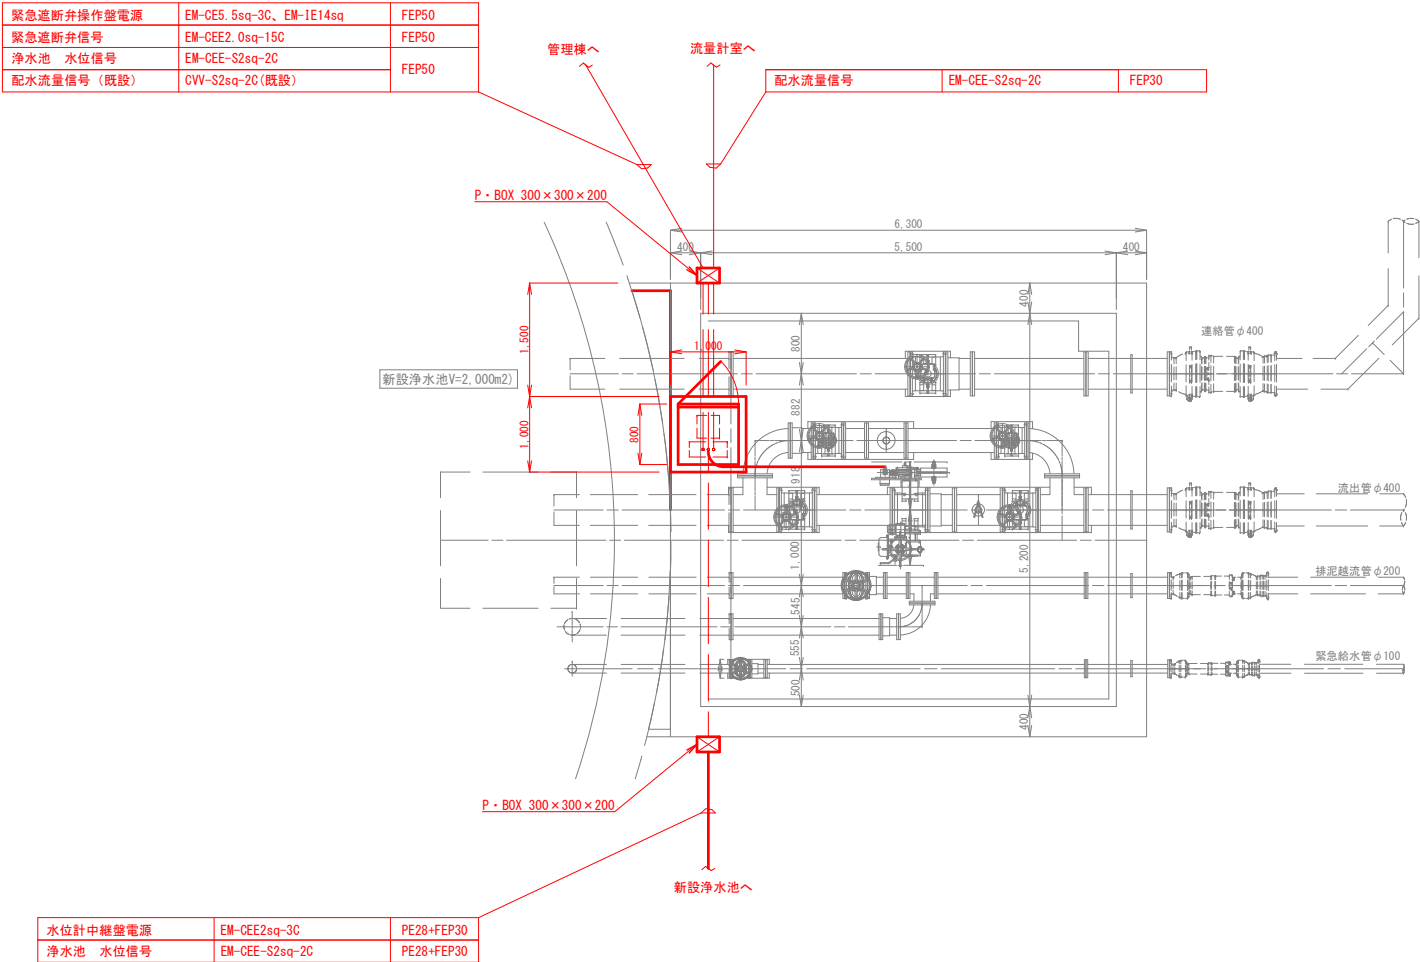 緊急遮断弁操作盤電源 EM-CE5.5sq-3C、EM-IE14sq FEP50
緊急遮断弁信号 EM-CEE2.0sq-15C FEP50
浄水池 水位信号 EM-CEE-S2sq-2C
FEP50
配水流量信号（既設） CVV-S2sq-2C(既設)
管理棟へ
流量計室へ
配水流量信号 EM-CEE-S2sq-2C FEP30
P・BOX 300×300×200
6,300
400 5,500 400
400
1,500
1,000
800
連絡管φ400
新設浄水池V=2,000m2)
882
1,000
800
918
流出管φ400
1,000
5,200
排泥越流管φ200
545
555
緊急給水管φ100
500
400
P・BOX 300×300×200
新設浄水池へ
水位計中継盤電源 EM-CEE2sq-3C PE28+FEP30
浄水池 水位信号 EM-CEE-S2sq-2C PE28+FEP30